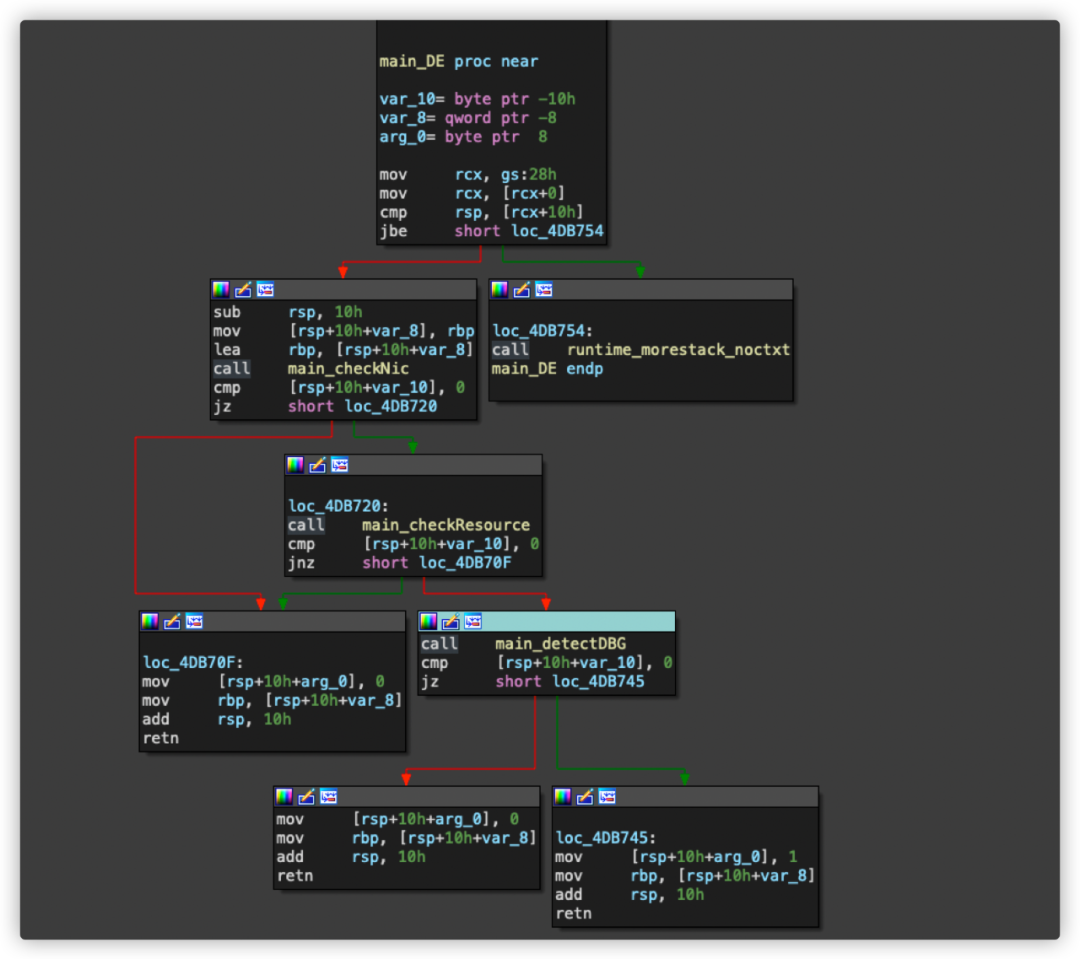 main_DE proc near
var_10= byte ptr -10h
var_8= qword ptr -8
arg_0= byte ptr  8
mov     rcx, gs:28h
mov     rcx, [rcx+0]
cmp     rsp, [rcx+10h]
jbe     short loc_4DB754
sub     rsp, 10h
mov     [rsp+10h+var_8], rbp
lea     rbp, [rsp+10h+var_8]
call    main_checkNic
cmp     [rsp+10h+var_10], 0
jz      short loc_4DB720
loc_4DB754:
call    runtime_morestack_noctxt
main_DE endp
loc_4DB720:
call    main_checkResource
cmp     [rsp+10h+var_10], 0
jnz     short loc_4DB70F
loc_4DB70F:
mov     [rsp+10h+arg_0], 0
mov     rbp, [rsp+10h+var_8]
add     rsp, 10h
retn
call    main_detectDBG
cmp     [rsp+10h+var_10], 0
jz      short loc_4DB745
mov     [rsp+10h+arg_0], 0
mov     rbp, [rsp+10h+var_8]
add     rsp, 10h
retn
loc_4DB745:
mov     [rsp+10h+arg_0], 1
mov     rbp, [rsp+10h+var_8]
add     rsp, 10h
retn